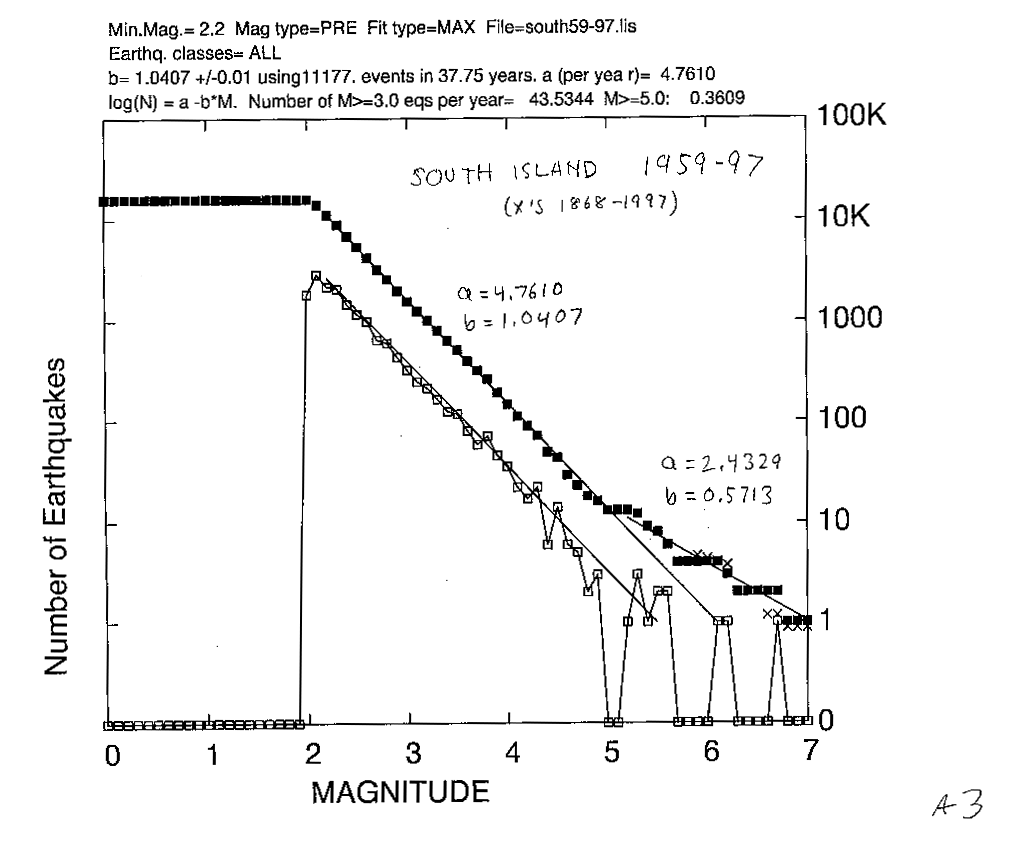 Min.Mag.= 2.2 Mag type=PRE Fit type=MAX File=south59-97.lis
Earthq. classes= ALL
b= 1.0407 +/-0.01 using11177. events in 37.75 years. a (per yea r)= 4.7610
log(N) = a -b*M. Number of M>=3.0 eqs per year= 43.5344 M>=5.0: 0.3609
100K
SOUTH ISLAND 1959-97
(X'S 1868-1997)
10K
a = 4.7610
b = 1.0407
1000
100
a = 2.4329
b = 0.5713
10
1
0
Number of Earthquakes
0 1 2 3 4 5 6 7
MAGNITUDE
A3